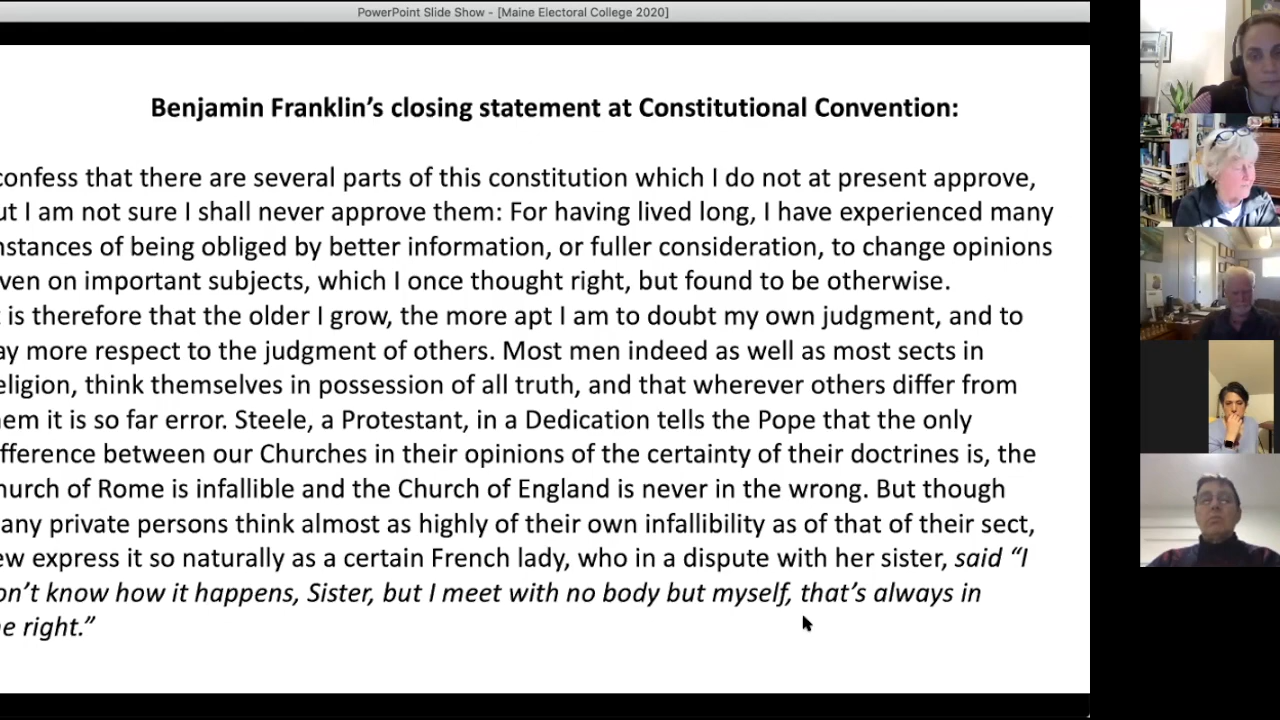 PowerPoint Slide Show - [Maine Electoral College 2020]
Benjamin Franklin’s closing statement at Constitutional Convention:
confess that there are several parts of this constitution which I do not at present approve,
ut I am not sure I shall never approve them: For having lived long, I have experienced many
nstances of being obliged by better information, or fuller consideration, to change opinions
ven on important subjects, which I once thought right, but found to be otherwise.
t is therefore that the older I grow, the more apt I am to doubt my own judgment, and to
ay more respect to the judgment of others. Most men indeed as well as most sects in
eligion, think themselves in possession of all truth, and that wherever others differ from
hem it is so far error. Steele, a Protestant, in a Dedication tells the Pope that the only
ifference between our Churches in their opinions of the certainty of their doctrines is, the
hurch of Rome is infallible and the Church of England is never in the wrong. But though
any private persons think almost as highly of their own infallibility as of that of their sect,
ew express it so naturally as a certain French lady, who in a dispute with her sister, said “I
on’t know how it happens, Sister, but I meet with no body but myself, that’s always in
he right.”